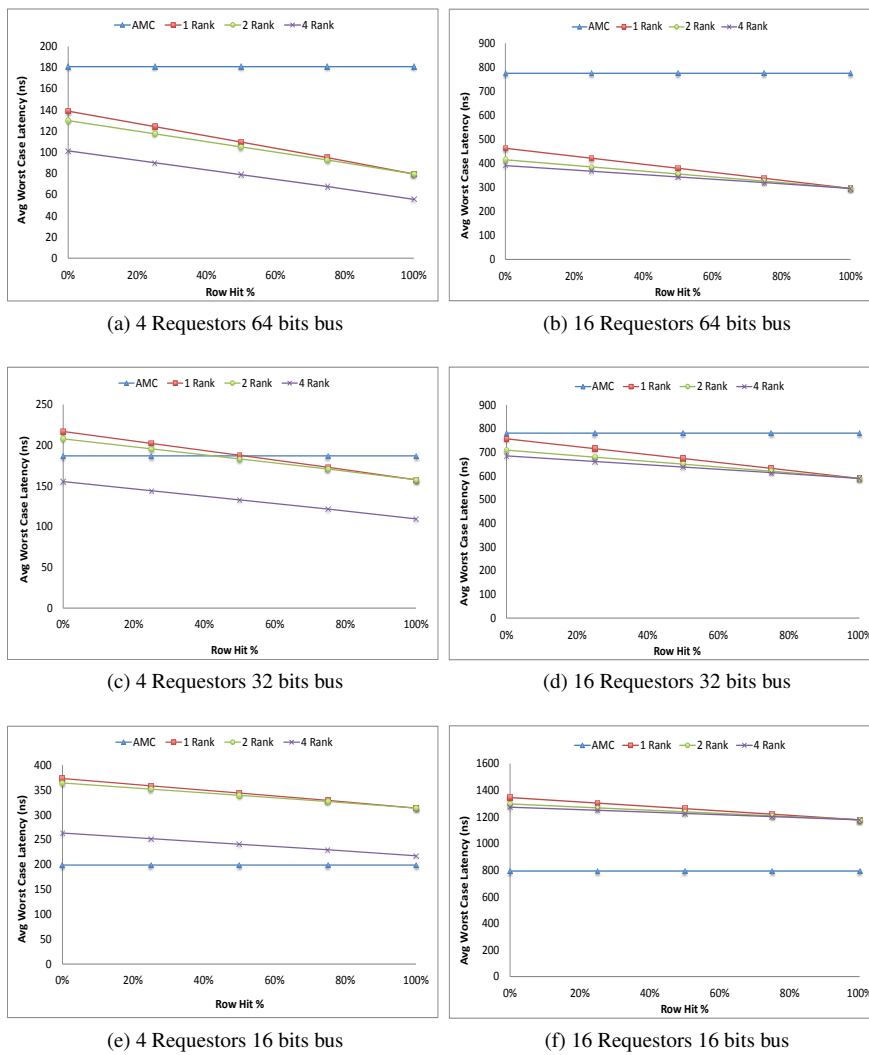 AMC 1 Rank 2 Rank 4 Rank
200
180
160
140
120
100
80
60
40
20
0
0% 20% 40% 60% 80% 100%
Avg Worst Case Latency (ns)
Row Hit %
(a) 4 Requestors 64 bits bus
AMC 1 Rank 2 Rank 4 Rank
900
800
700
600
500
400
300
200
100
0
0% 20% 40% 60% 80% 100%
Avg Worst Case Latency (ns)
Row Hit %
(b) 16 Requestors 64 bits bus
AMC 1 Rank 2 Rank 4 Rank
250
200
150
100
50
0
0% 20% 40% 60% 80% 100%
Avg Worst Case Latency (ns)
Row Hit %
(c) 4 Requestors 32 bits bus
AMC 1 Rank 2 Rank 4 Rank
900
800
700
600
500
400
300
200
100
0
0% 20% 40% 60% 80% 100%
Avg Worst Case Latency (ns)
Row Hit %
(d) 16 Requestors 32 bits bus
AMC 1 Rank 2 Rank 4 Rank
400
350
300
250
200
150
100
50
0
0% 20% 40% 60% 80% 100%
Avg Worst Case Latency (ns)
Row Hit %
(e) 4 Requestors 16 bits bus
AMC 1 Rank 2 Rank 4 Rank
1600
1400
1200
1000
800
600
400
200
0
0% 20% 40% 60% 80% 100%
Avg Worst Case Latency (ns)
Row Hit %
(f) 16 Requestors 16 bits bus